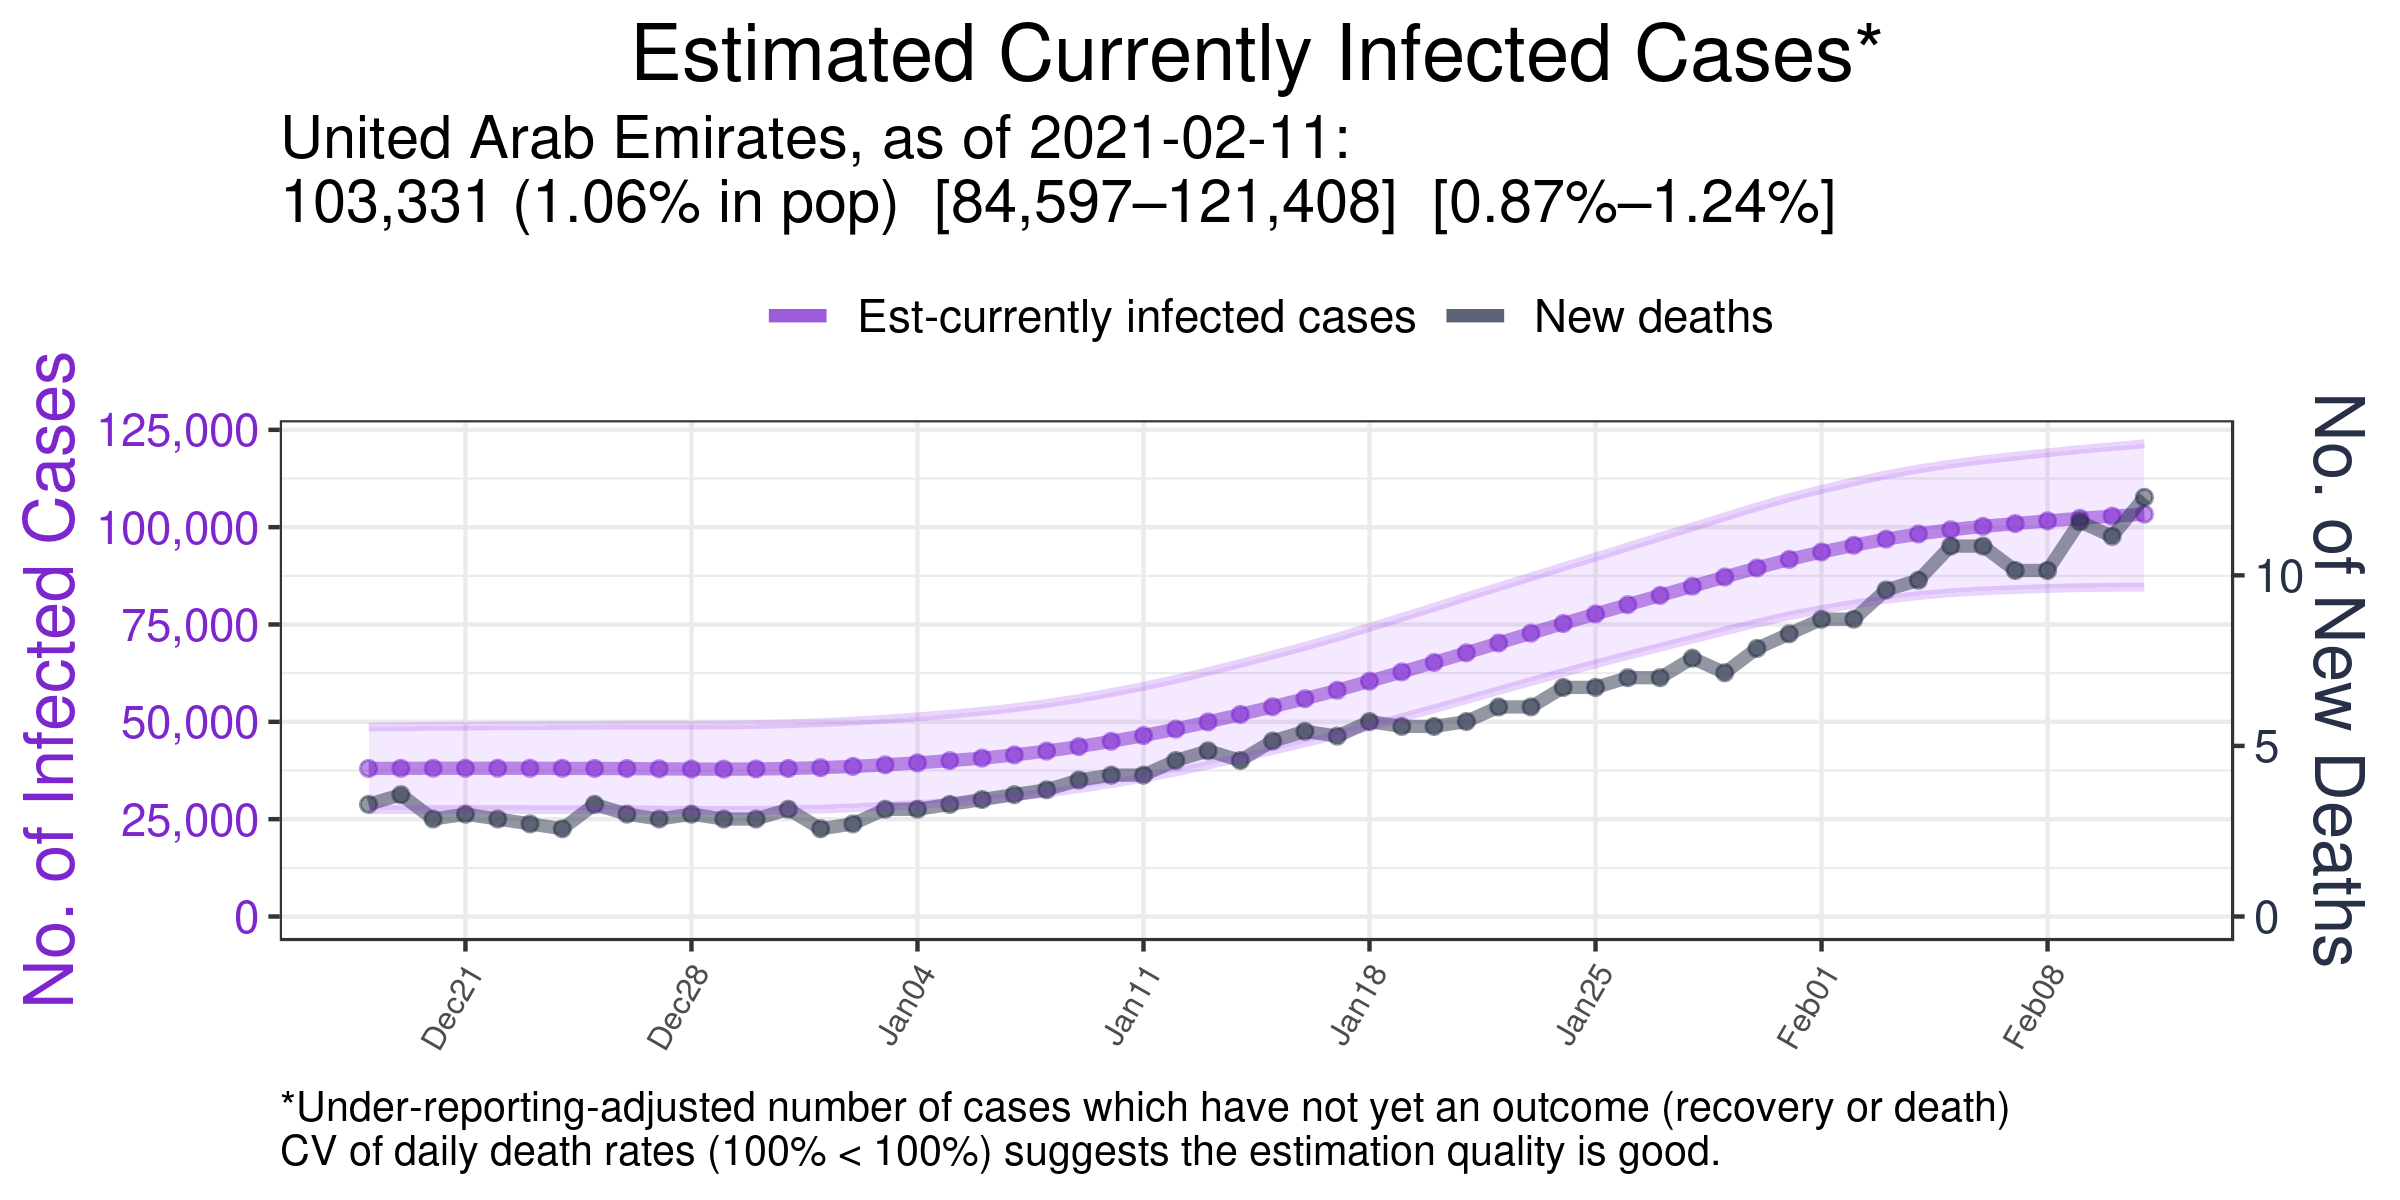 Estimated Currently Infected Cases*
United Arab Emirates, as of 2021-02-11:
103,331 (1.06% in pop)  [84,597–121,408]  [0.87%–1.24%]
Est-currently infected cases
New deaths
No. of Infected Cases
125,000
100,000
75,000
50,000
25,000
0
No. of New Deaths
10
5
0
Dec21
Dec28
Jan04
Jan11
Jan18
Jan25
Feb01
Feb08
*Under-reporting-adjusted number of cases which have not yet an outcome (recovery or death)
CV of daily death rates (100% < 100%) suggests the estimation quality is good.